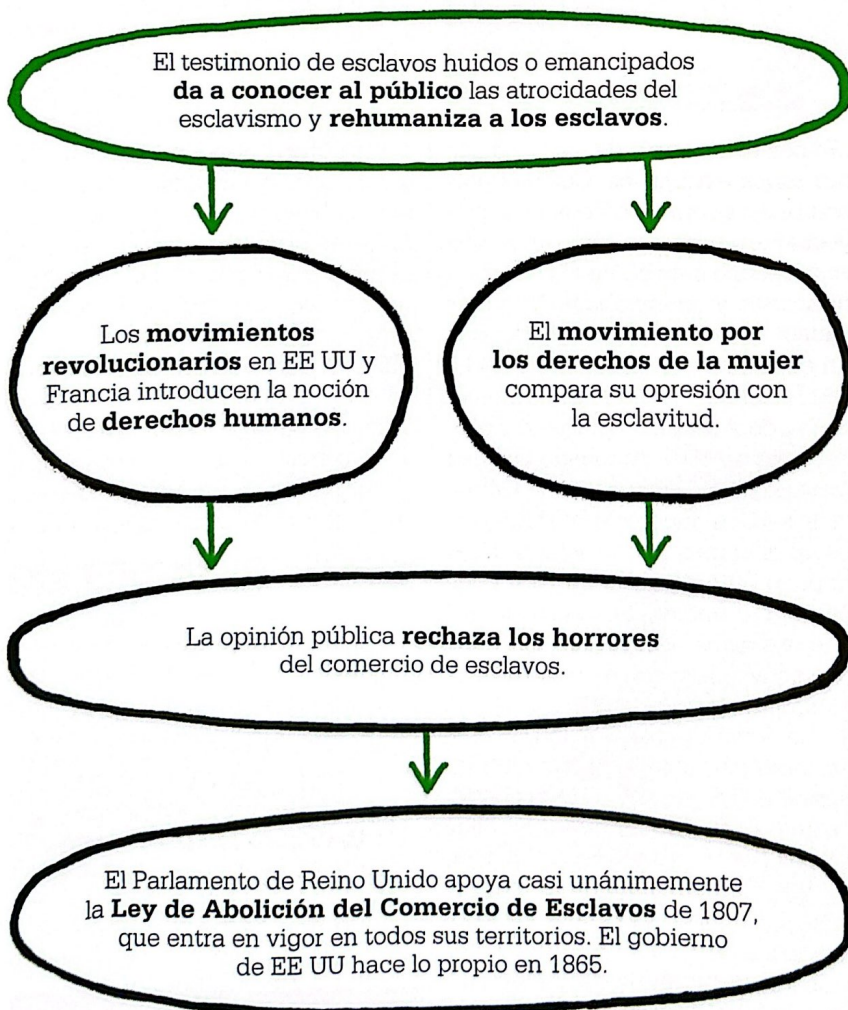 El testimonio de esclavos huidos o emancipados
da a conocer al público las atrocidades del
esclavismo y rehumaniza a los esclavos.
Los movimientos
revolucionarios en EE UU y
Francia introducen la noción
de derechos humanos.
El movimiento por
los derechos de la mujer
compara su opresión con
la esclavitud.
La opinión pública rechaza los horrores
del comercio de esclavos.
El Parlamento de Reino Unido apoya casi unánimemente
la Ley de Abolición del Comercio de Esclavos de 1807,
que entra en vigor en todos sus territorios. El gobierno
de EE UU hace lo propio en 1865.